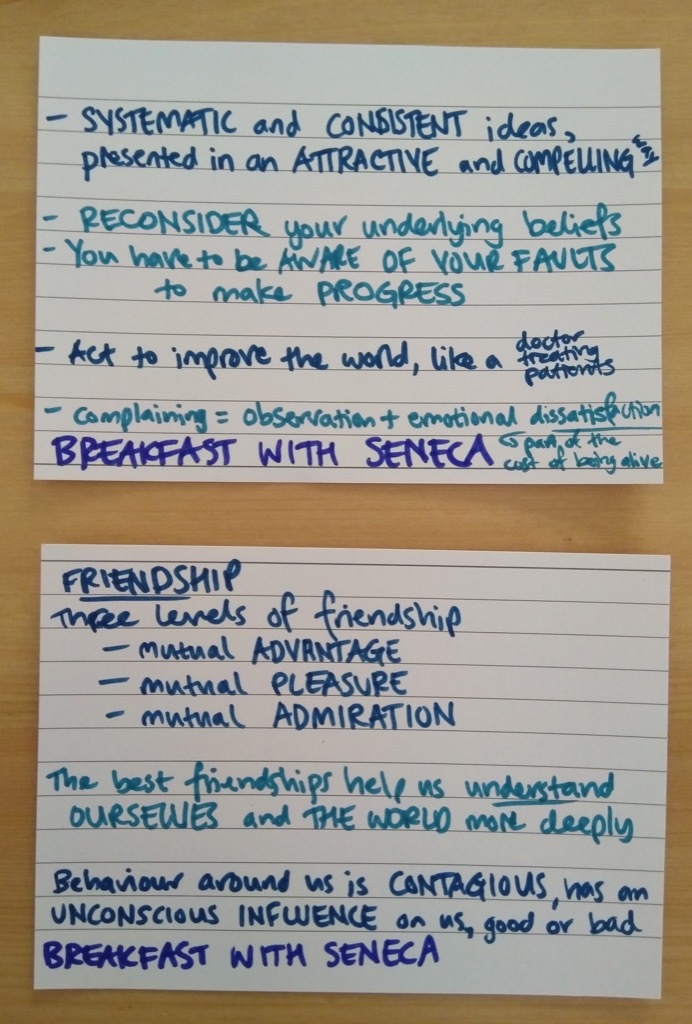 - SYSTEMATIC and CONSISTENT ideas,
presented in an ATTRACTIVE and COMPELLING way
- RECONSIDER your underlying beliefs
- You have to be AWARE OF YOUR FAULTS
to make PROGRESS
- Act to improve the world, like a doctor
treating
patients
- complaining = observation + emotional dissatisfaction
part of the
cost of being alive
BREAKFAST WITH SENECA
FRIENDSHIP
Three levels of friendship
- mutual ADVANTAGE
- mutual PLEASURE
- mutual ADMIRATION
The best friendships help us understand
OURSELVES and THE WORLD more deeply
Behaviour around us is CONTAGIOUS, has an
UNCONSCIOUS INFLUENCE on us, good or bad
BREAKFAST WITH SENECA